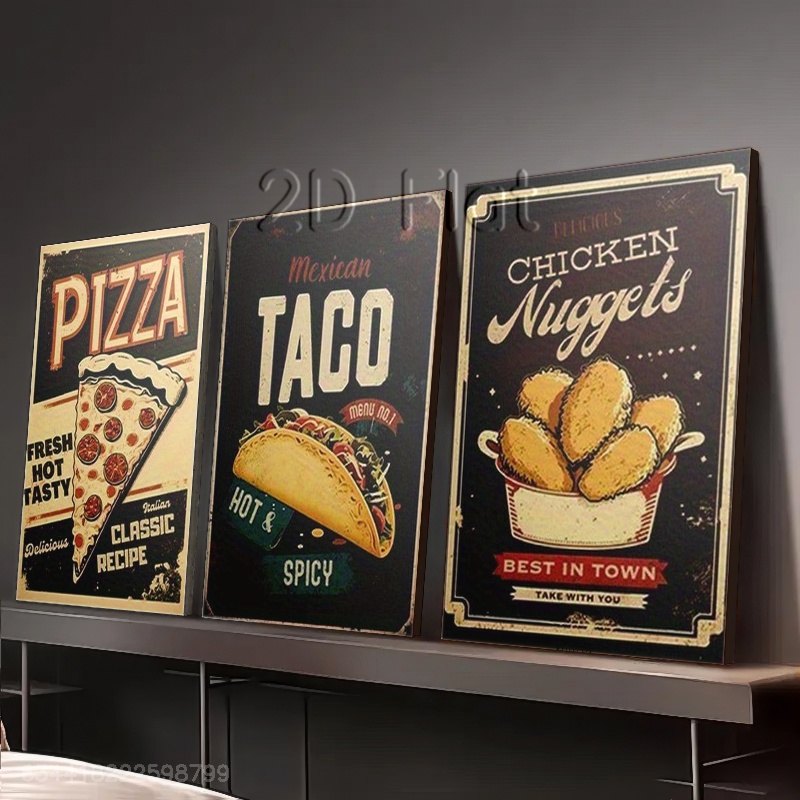 2D Flat
PIZZA
FRESH
HOT
TASTY
Delicious
Italian
CLASSIC
RECIPE
Mexican
TACO
MENU NO.1
HOT &
SPICY
DELICIOUS
CHICKEN
Nuggets
BEST IN TOWN
TAKE WITH YOU